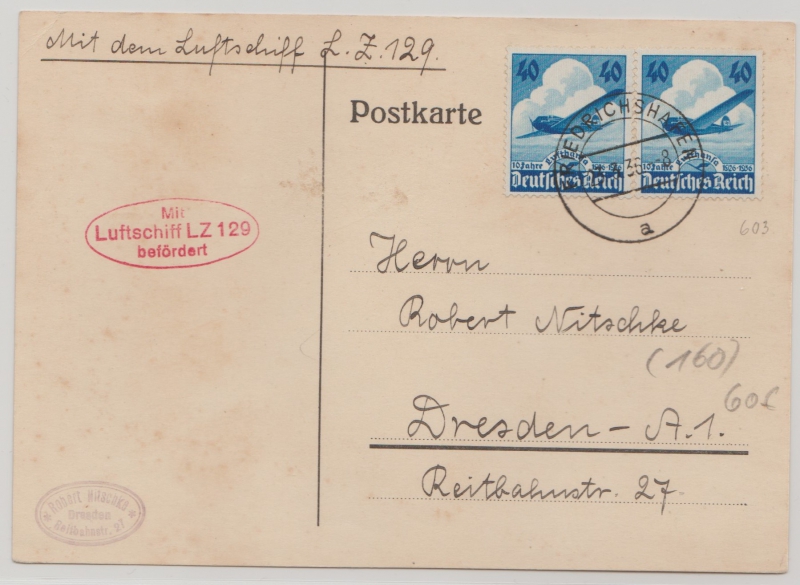 Mit dem Luftschiff L.Z.129.
Postkarte
40 40 40 40
10 Jahre Lufthansa 1926-1936
Deutsches Reich
10 Jahre Lufthansa 1926-1936
Deutsches Reich
FRIEDRICHSHAFEN
a
603
Mit
Luftschiff LZ 129
befördert
Herrn
Robert Nitschke
(160)
Dresden-A.1.
Reitbahnstr. 27.
Robert Nitschke
Dresden
Reitbahnstr. 27